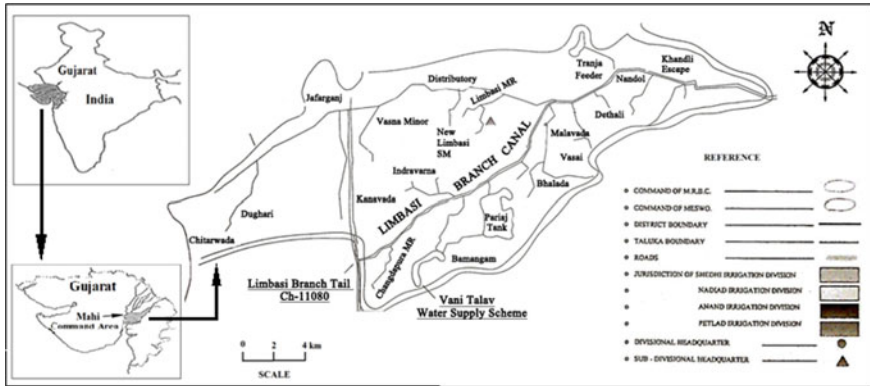 Gujarat
India
Gujarat
Mahi
Command Area
N
Tranja
Feeder
Khandli
Escape
Nandol
Distributory
Limbasi MR
Jafarganj
Dethali
Vasna Minor
New
Limbasi
SM
Malavada
Vasai
Indravarna
Bhalada
LIMBASI BRANCH CANAL
Kansvada
Dughari
Pariaj
Tank
Chitarwada
Changdapura MR
Bamangam
Limbasi Branch Tail
Ch-11080
Vani Talav
Water Supply Scheme
0 2 4 km
SCALE
REFERENCE
COMMAND OF M.R.B.C.
COMMAND OF MESWO.
DISTRICT BOUNDARY
TALUKA BOUNDARY
ROADS
JURISDICTION OF SHEDHI IRRIGATION DIVISION
NADIAD IRRIGATION DIVISION
ANAND IRRIGATION DIVISION
PETLAD IRRIGATION DIVISION
DIVISIONAL HEADQUARTER
SUB - DIVISIONAL HEADQUARTER